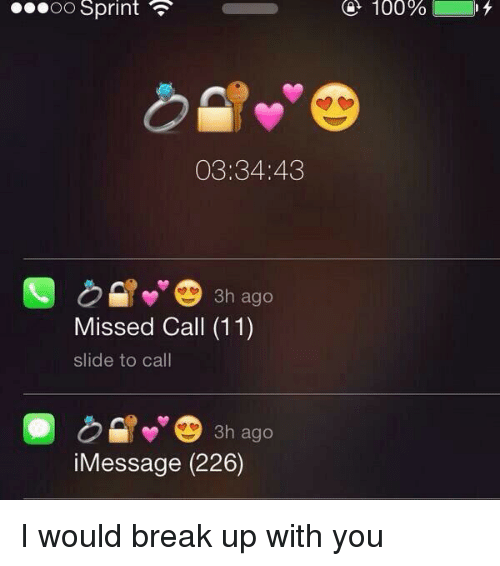 ●●●○○ Sprint 100%
💍🔐💕😍
03:34:43
💍🔐💕😍 3h ago
Missed Call (11)
slide to call
💍🔐💕😍 3h ago
iMessage (226)
I would break up with you